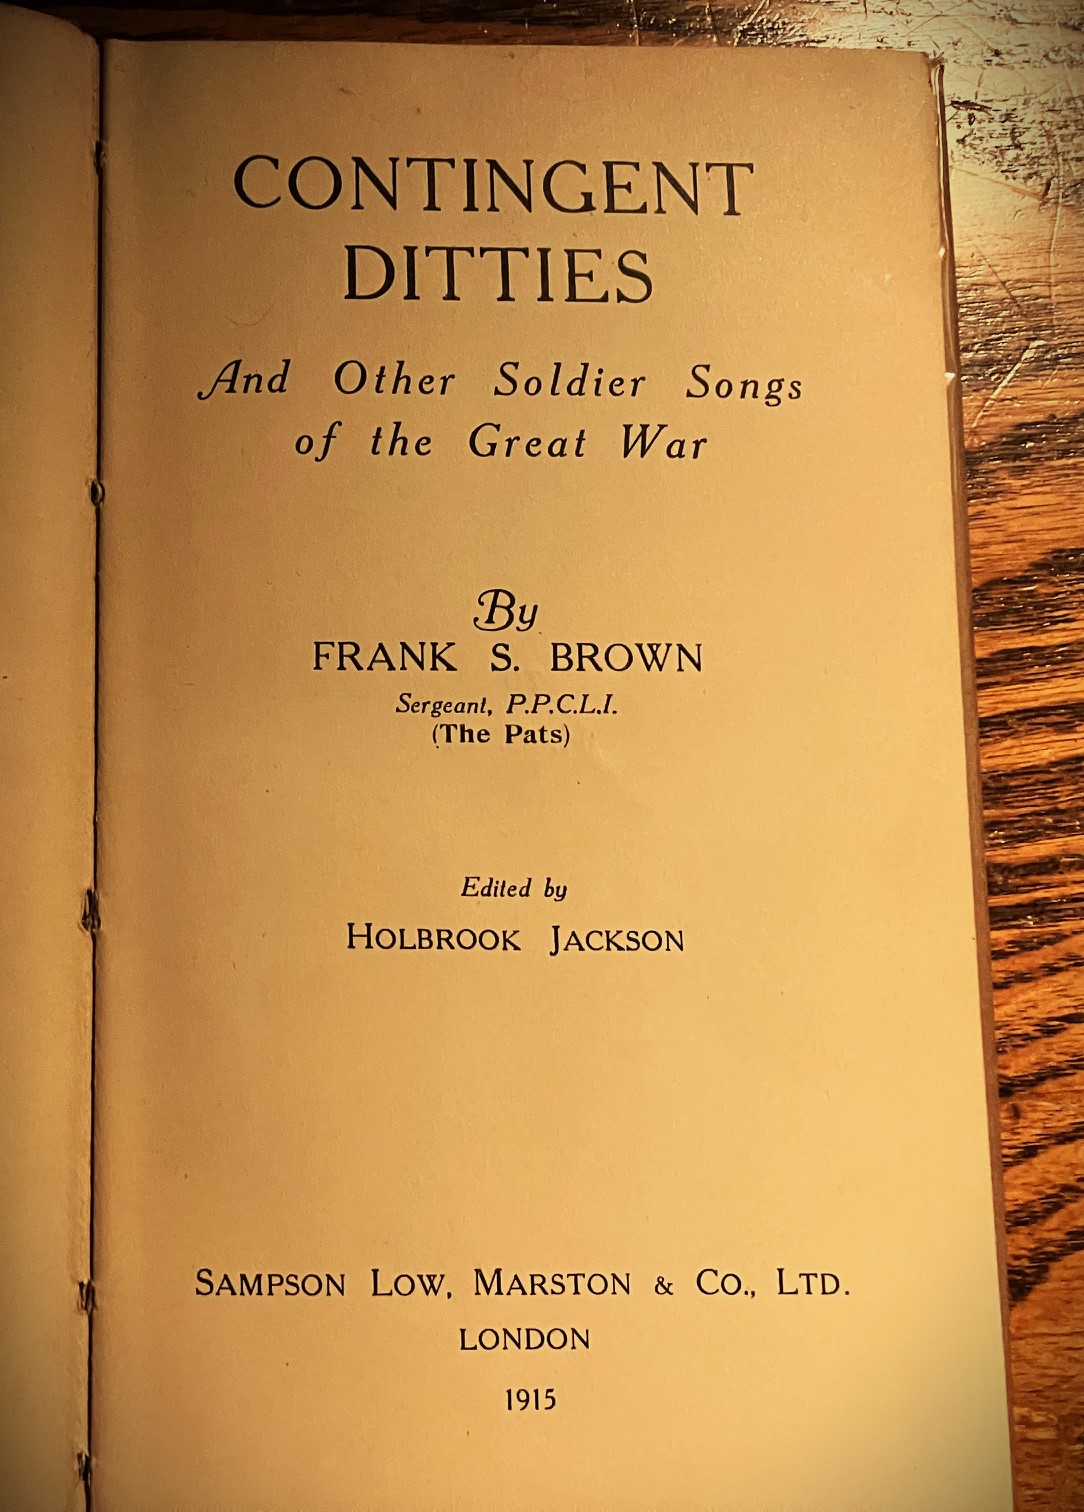 CONTINGENT
DITTIES
And Other Soldier Songs
of the Great War
By
FRANK S. BROWN
Sergeant, P.P.C.L.I.
(The Pats)
Edited by
HOLBROOK JACKSON
SAMPSON LOW, MARSTON & CO., LTD.
LONDON
1915